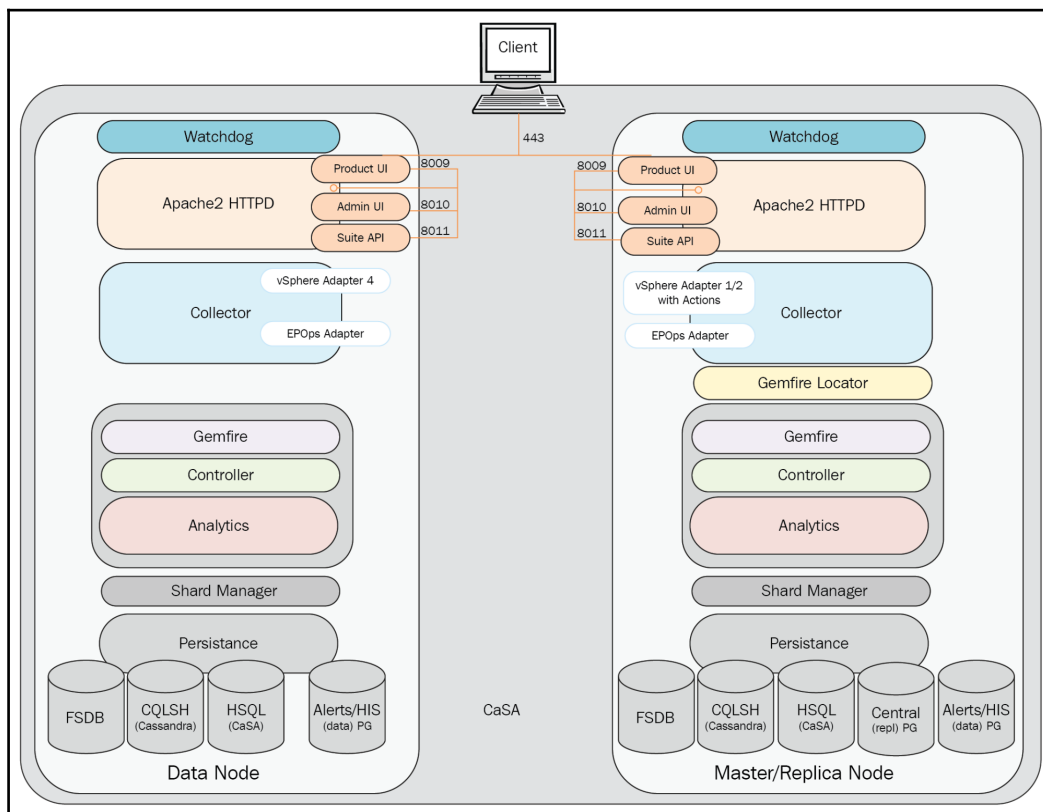 Client
443
Watchdog
Product UI
8009
Apache2 HTTPD
Admin UI
8010
Suite API
8011
vSphere Adapter 4
Collector
EPOps Adapter
Gemfire
Controller
Analytics
Shard Manager
Persistance
FSDB
CQLSH
(Cassandra)
HSQL
(CaSA)
Alerts/HIS
(data) PG
Data Node
CaSA
Watchdog
8009
Product UI
Apache2 HTTPD
8010
Admin UI
8011
Suite API
vSphere Adapter 1/2
with Actions
Collector
EPOps Adapter
Gemfire Locator
Gemfire
Controller
Analytics
Shard Manager
Persistance
FSDB
CQLSH
(Cassandra)
HSQL
(CaSA)
Central
(repl) PG
Alerts/HIS
(data) PG
Master/Replica Node